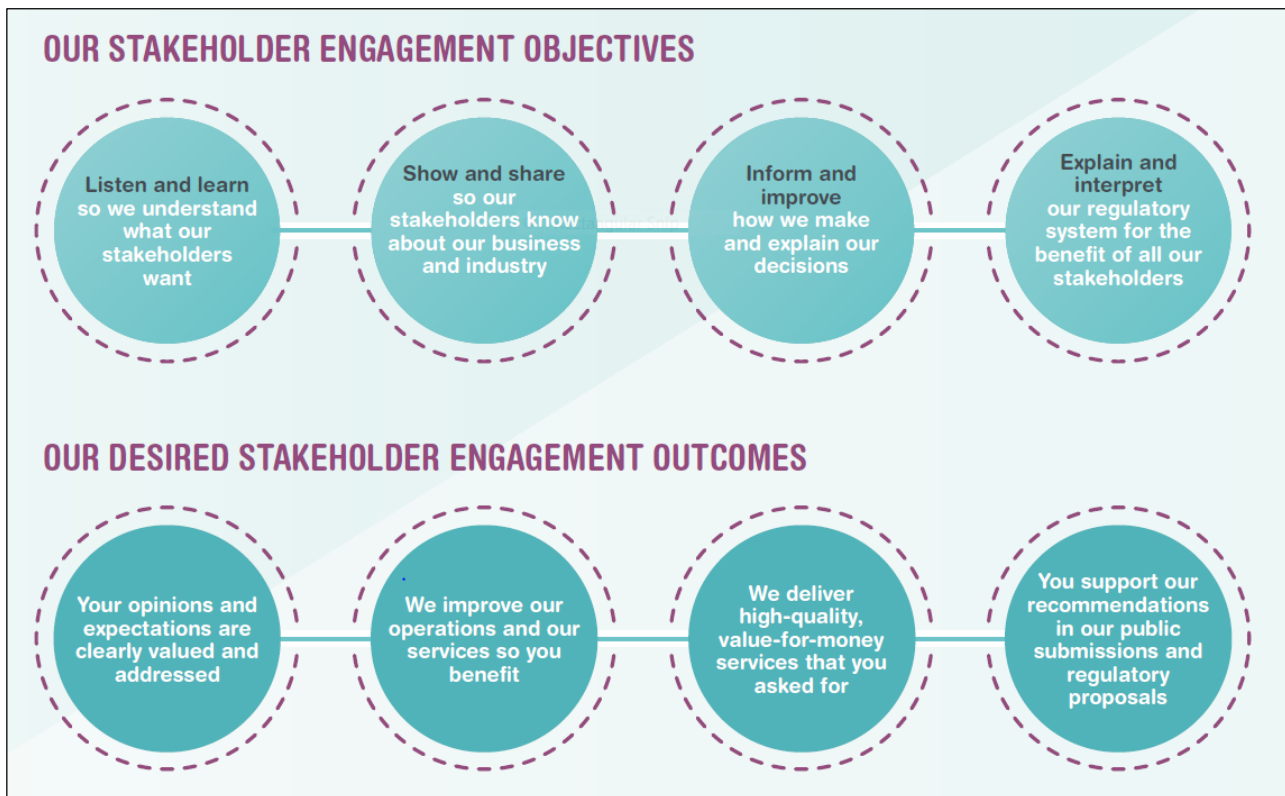 OUR STAKEHOLDER ENGAGEMENT OBJECTIVES
Listen and learn
so we understand
what our
stakeholders
want
Show and share
so our
stakeholders know
about our business
and industry
Inform and
improve
how we make
and explain our
decisions
Explain and
interpret
our regulatory
system for the
benefit of all our
stakeholders
OUR DESIRED STAKEHOLDER ENGAGEMENT OUTCOMES
Your opinions and
expectations are
clearly valued and
addressed
We improve our
operations and our
services so you
benefit
We deliver
high-quality,
value-for-money
services that you
asked for
You support our
recommendations
in our public
submissions and
regulatory
proposals